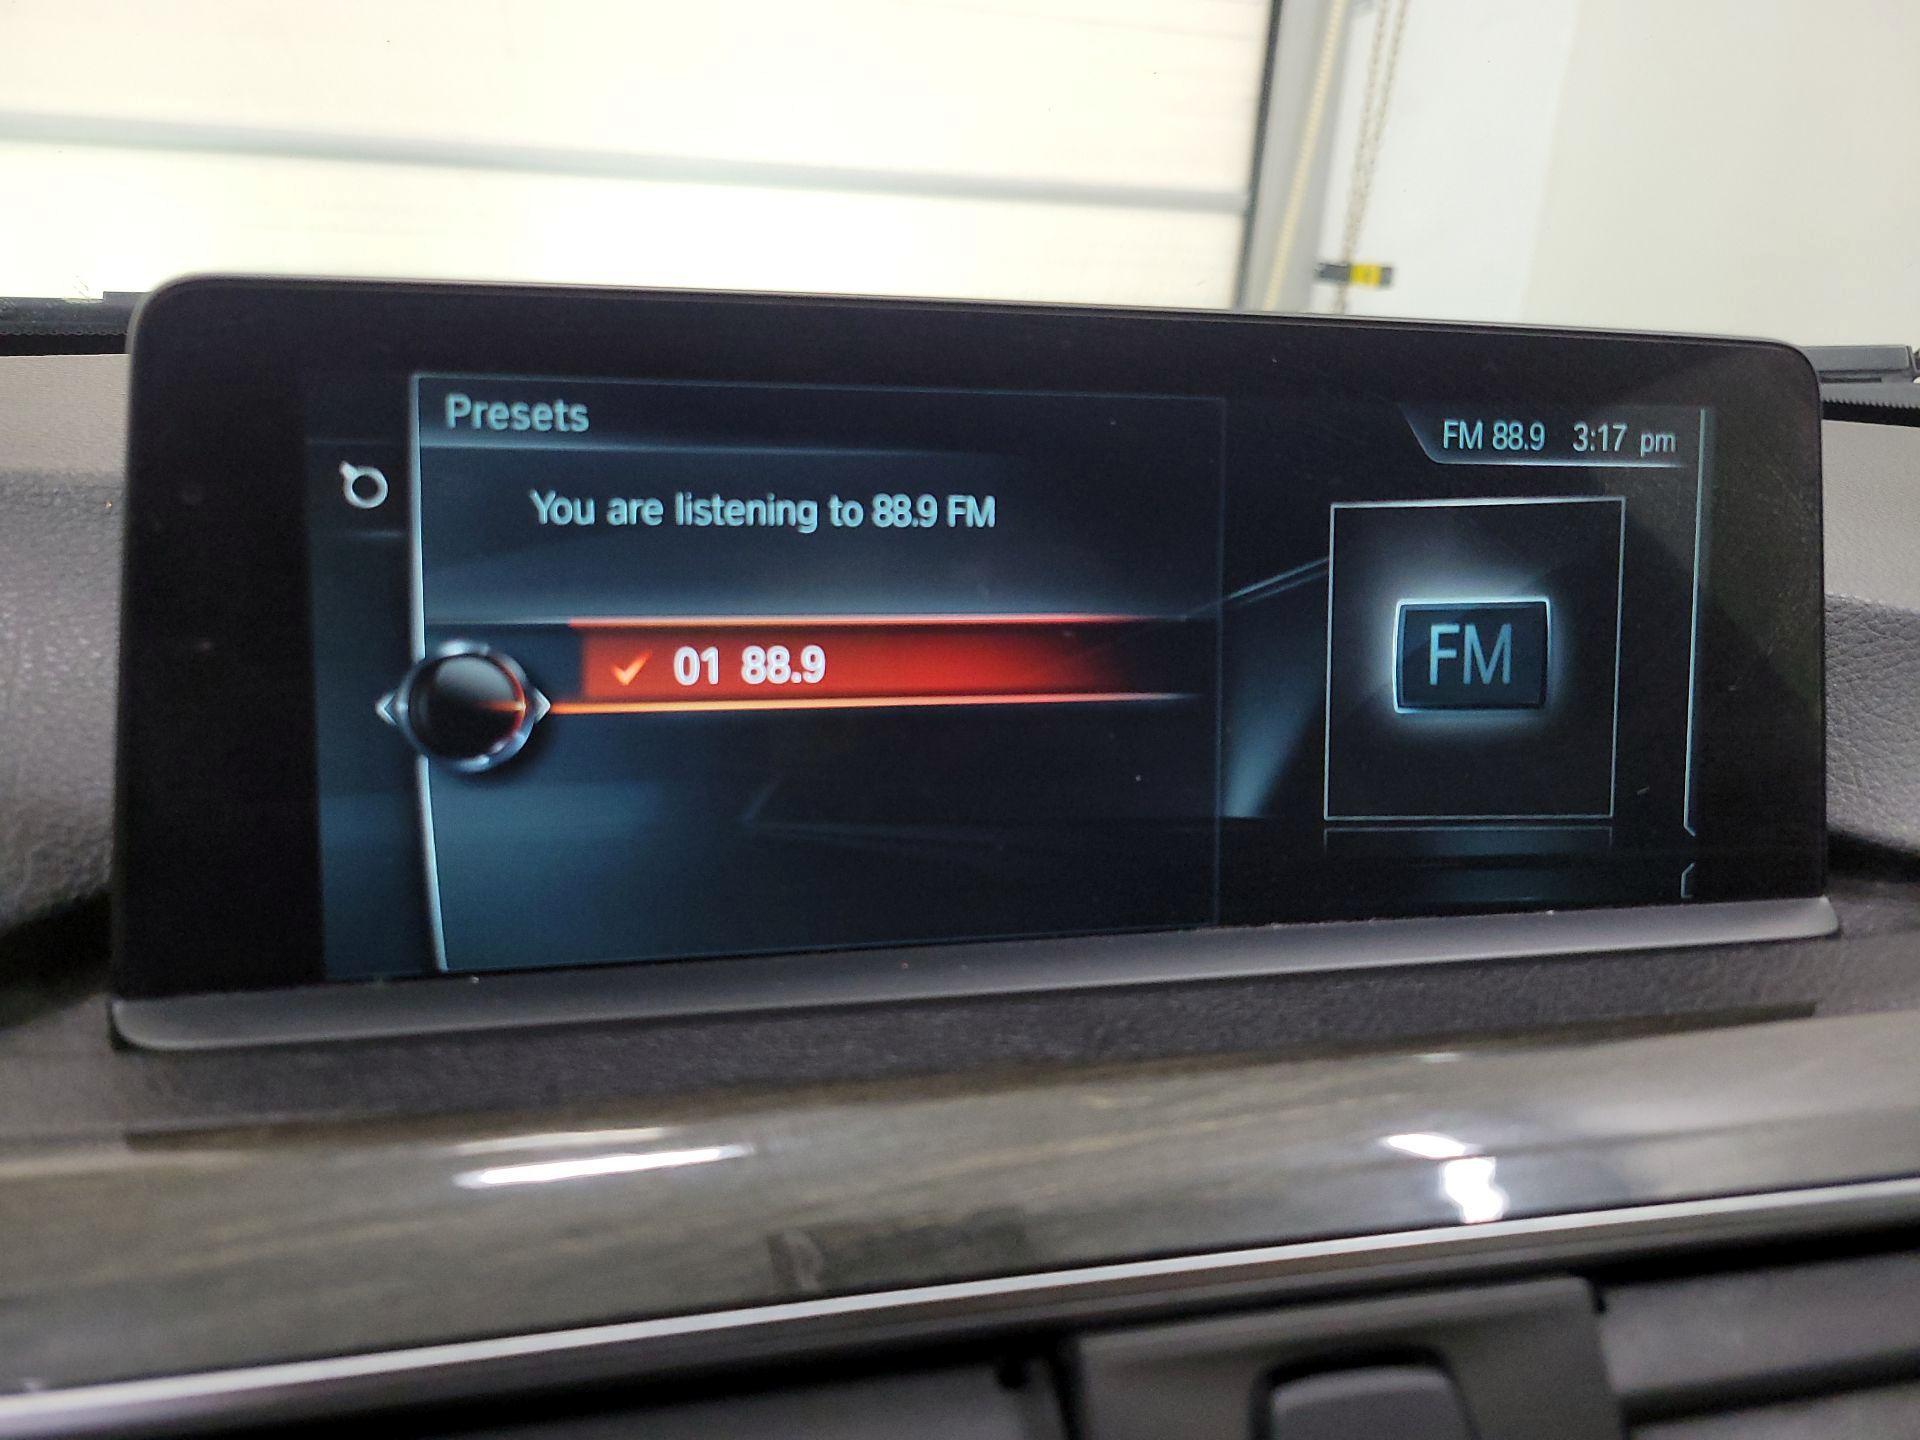 Presets
FM 88.9 3:17 pm
You are listening to 88.9 FM
01 88.9
FM